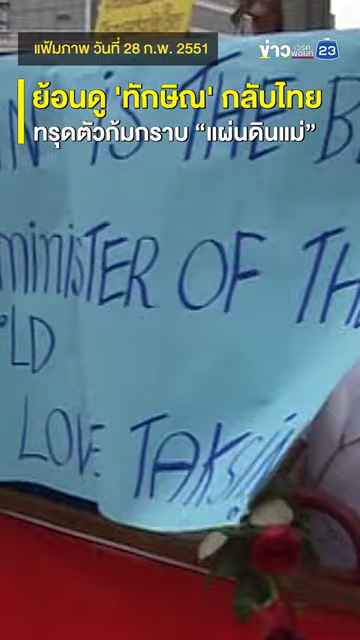 แฟ้มภาพ วันที่ 28 ก.พ. 2551
ข่าว เวิร์คพอยท์ 23
ย้อนดู 'ทักษิณ' กลับไทย
ทรุดตัวก้มกราบ “แผ่นดินแม่”
IS THE B
minisTER OF TH
LD
LOVE TAKSIN